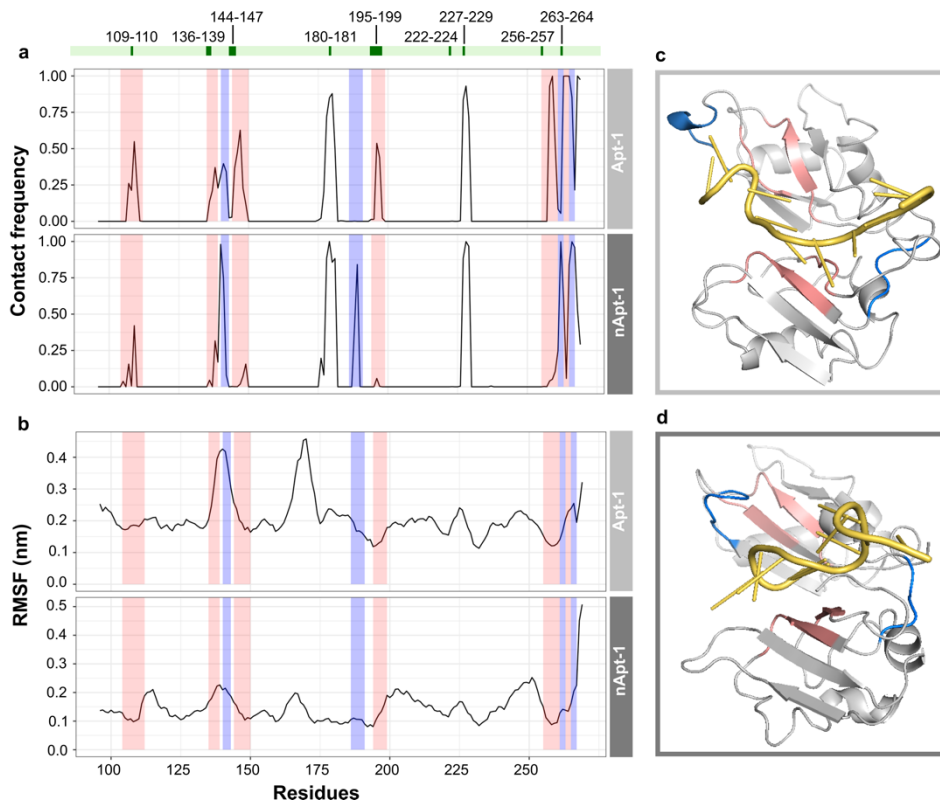 144-147 195-199 227-229 263-264
109-110 136-139 180-181 222-224 256-257
a
1.00
0.75
0.50
0.25
0.00
Apt-1
1.00
0.75
0.50
0.25
0.00
nApt-1
Contact frequency
b
0.4
0.3
0.2
0.1
0.0
Apt-1
0.5
0.4
0.3
0.2
0.1
0.0
nApt-1
RMSF (nm)
100 125 150 175 200 225 250
Residues
c
d